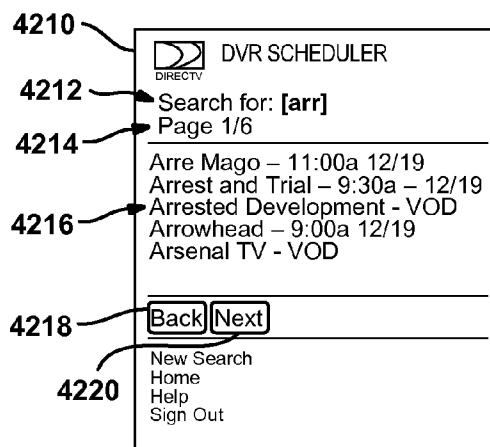 4210
DVR SCHEDULER
DIRECTV
4212
Search for: [arr]
4214
Page 1/6
Arre Mago – 11:00a 12/19
Arrest and Trial – 9:30a – 12/19
4216
Arrested Development - VOD
Arrowhead – 9:00a 12/19
Arsenal TV - VOD
4218
Back Next
4220
New Search
Home
Help
Sign Out